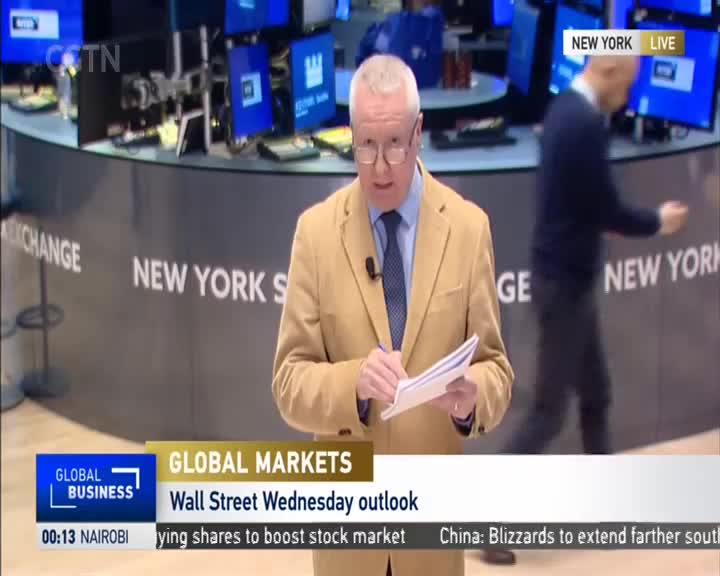 CGTN
NEW YORK LIVE
EXCHANGE
NEW YORK S
GE
NEW YORK
GLOBAL MARKETS
GLOBAL
BUSINESS
Wall Street Wednesday outlook
00:13 NAIROBI
ying shares to boost stock market China: Blizzards to extend farther sout